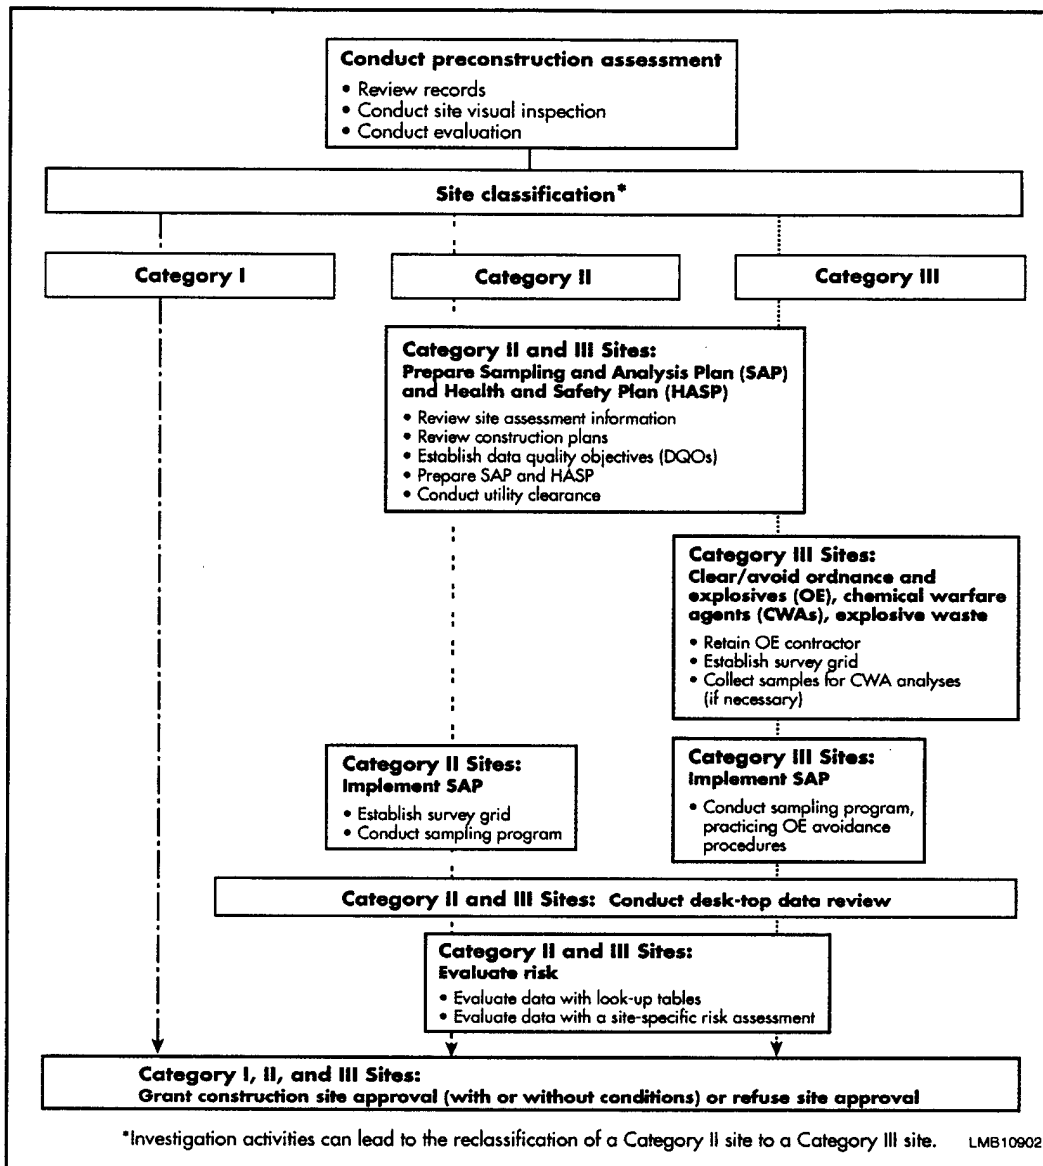 Conduct preconstruction assessment
• Review records
• Conduct site visual inspection
• Conduct evaluation
Site classification*
Category I
Category II
Category III
Category II and III Sites:
Prepare Sampling and Analysis Plan (SAP)
and Health and Safety Plan (HASP)
• Review site assessment information
• Review construction plans
• Establish data quality objectives (DQOs)
• Prepare SAP and HASP
• Conduct utility clearance
Category III Sites:
Clear/avoid ordnance and
explosives (OE), chemical warfare
agents (CWAs), explosive waste
• Retain OE contractor
• Establish survey grid
• Collect samples for CWA analyses
(if necessary)
Category II Sites:
Implement SAP
• Establish survey grid
• Conduct sampling program
Category III Sites:
Implement SAP
• Conduct sampling program,
practicing OE avoidance
procedures
Category II and III Sites: Conduct desk-top data review
Category II and III Sites:
Evaluate risk
• Evaluate data with look-up tables
• Evaluate data with a site-specific risk assessment
Category I, II, and III Sites:
Grant construction site approval (with or without conditions) or refuse site approval
*Investigation activities can lead to the reclassification of a Category II site to a Category III site.
LMB10902